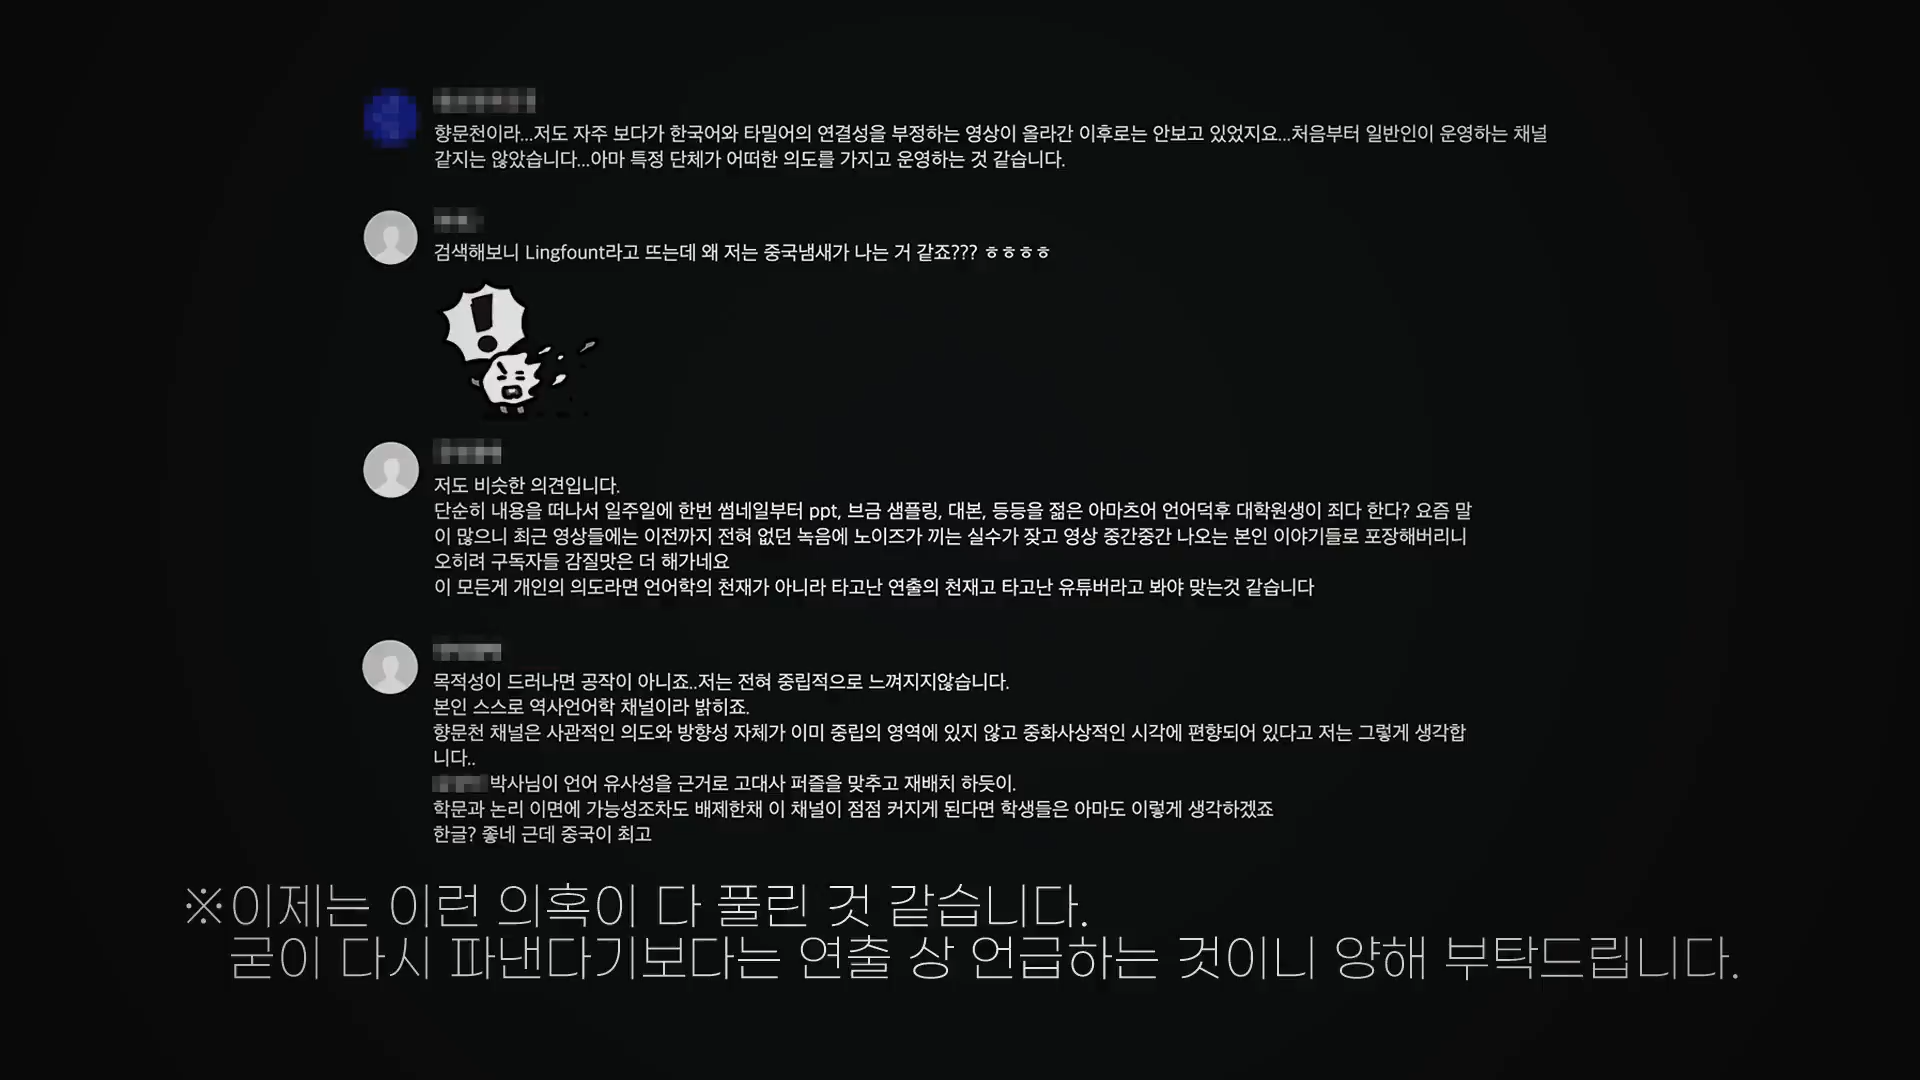 향문천이라...저도 자주 보다가 한국어와 타밀어의 연결성을 부정하는 영상이 올라간 이후로는 안보고 있었지요...처음부터 일반인이 운영하는 채널
같지는 않았습니다...아마 특정 단체가 어떠한 의도를 가지고 운영하는 것 같습니다.
검색해보니 Lingfount라고 뜨는데 왜 저는 중국냄새가 나는 거 같죠??? ㅎㅎㅎㅎ
저도 비슷한 의견입니다.
단순히 내용을 떠나서 일주일에 한번 썸네일부터 ppt, 브금 샘플링, 대본, 등등을 젊은 아마츠어 언어덕후 대학원생이 죄다 한다? 요즘 말
이 많으니 최근 영상들에는 이전까지 전혀 없던 녹음에 노이즈가 끼는 실수가 잦고 영상 중간중간 나오는 본인 이야기들로 포장해버리니
오히려 구독자들 감질맛은 더 해가네요
이 모든게 개인의 의도라면 언어학의 천재가 아니라 타고난 연출의 천재고 타고난 유튜버라고 봐야 맞는것 같습니다
목적성이 드러나면 공작이 아니죠..저는 전혀 중립적으로 느껴지지않습니다.
본인 스스로 역사언어학 채널이라 밝히죠.
향문천 채널은 사관적인 의도와 방향성 자체가 이미 중립의 영역에 있지 않고 중화사상적인 시각에 편향되어 있다고 저는 그렇게 생각합
니다..
박사님이 언어 유사성을 근거로 고대사 퍼즐을 맞추고 재배치 하듯이.
학문과 논리 이면에 가능성조차도 배제한채 이 채널이 점점 커지게 된다면 학생들은 아마도 이렇게 생각하겠죠
한글? 좋네 근데 중국이 최고
※이제는 이런 의혹이 다 풀린 것 같습니다.
굳이 다시 파낸다기보다는 연출 상 언급하는 것이니 양해 부탁드립니다.